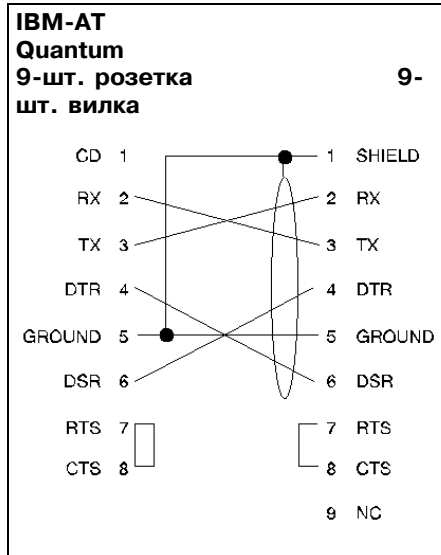 IBM-AT
Quantum
9-шт. розетка 9-
шт. вилка
CD 1 1 SHIELD
RX 2 2 RX
TX 3 3 TX
DTR 4 4 DTR
GROUND 5 5 GROUND
DSR 6 6 DSR
RTS 7 7 RTS
CTS 8 8 CTS
9 NC